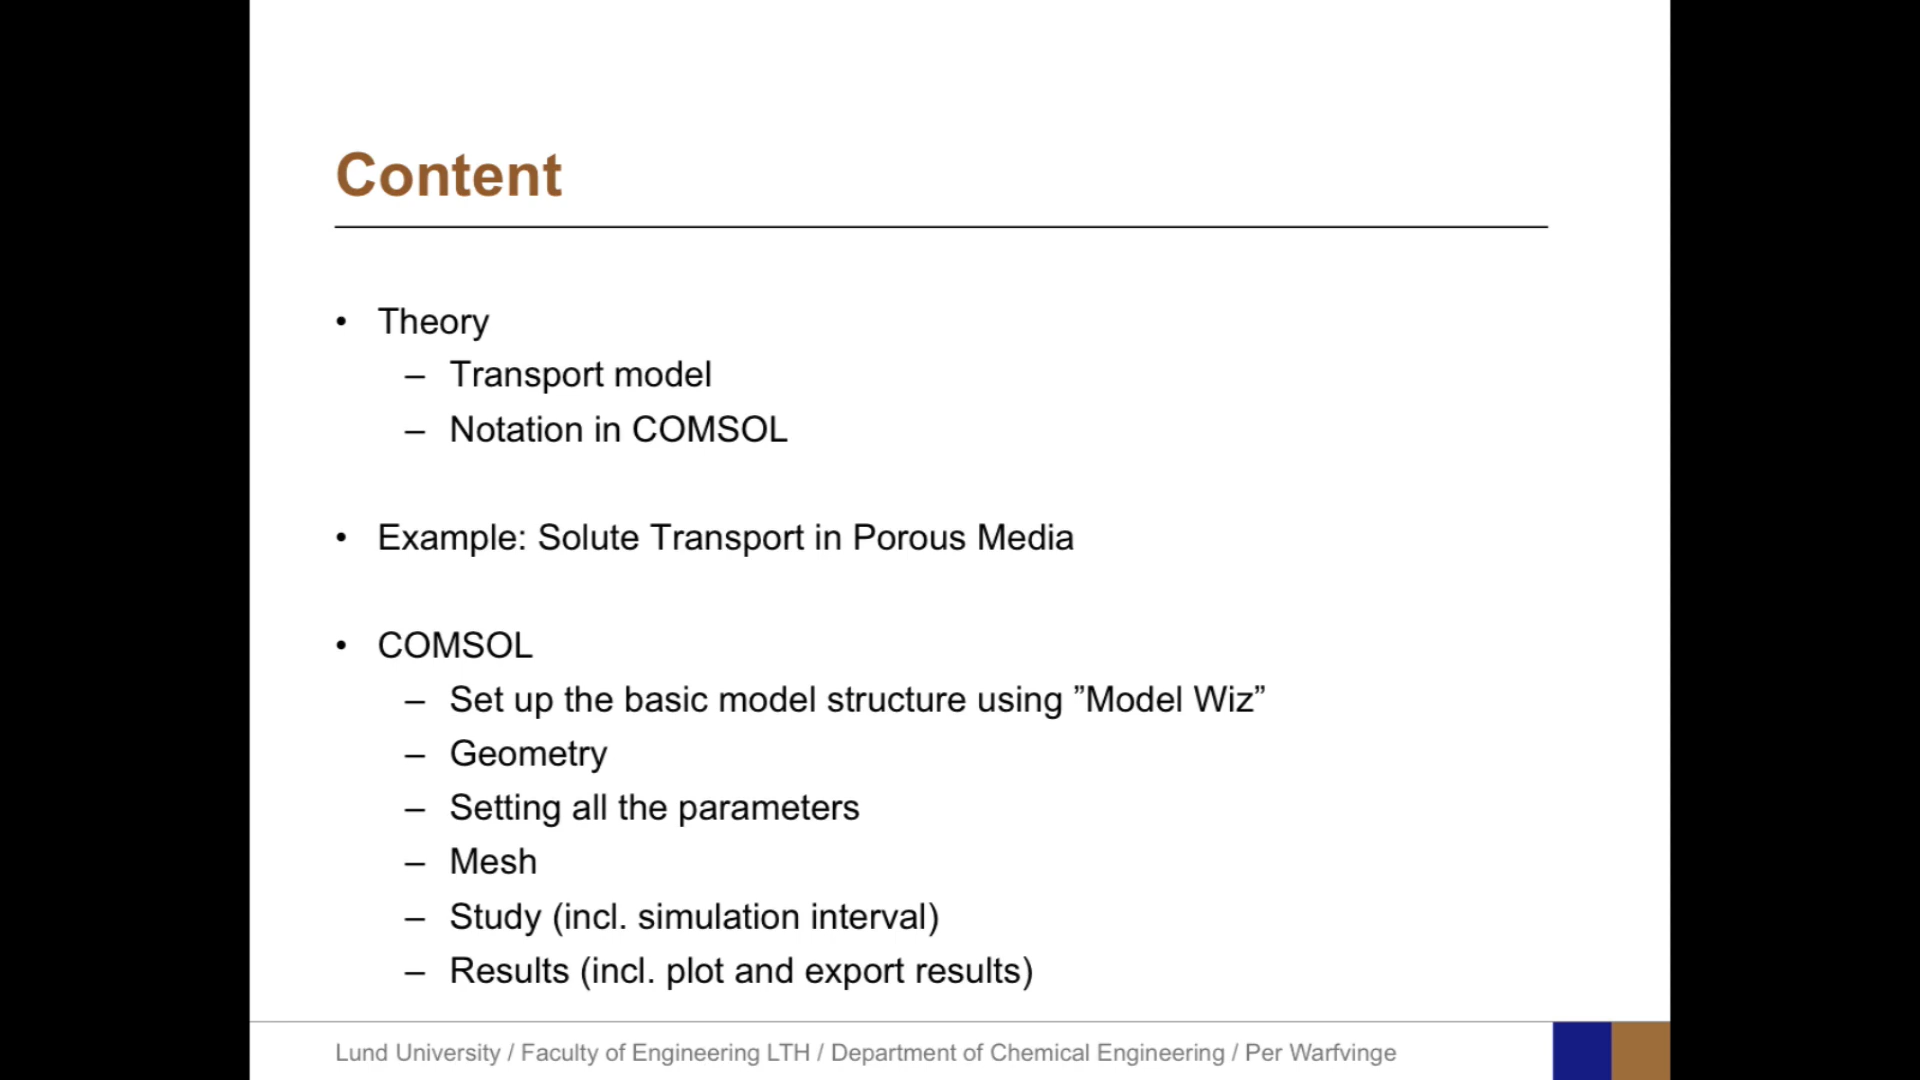 Content
• Theory
– Transport model
– Notation in COMSOL
• Example: Solute Transport in Porous Media
• COMSOL
– Set up the basic model structure using ”Model Wiz”
– Geometry
– Setting all the parameters
– Mesh
– Study (incl. simulation interval)
– Results (incl. plot and export results)
Lund University / Faculty of Engineering LTH / Department of Chemical Engineering / Per Warfvinge